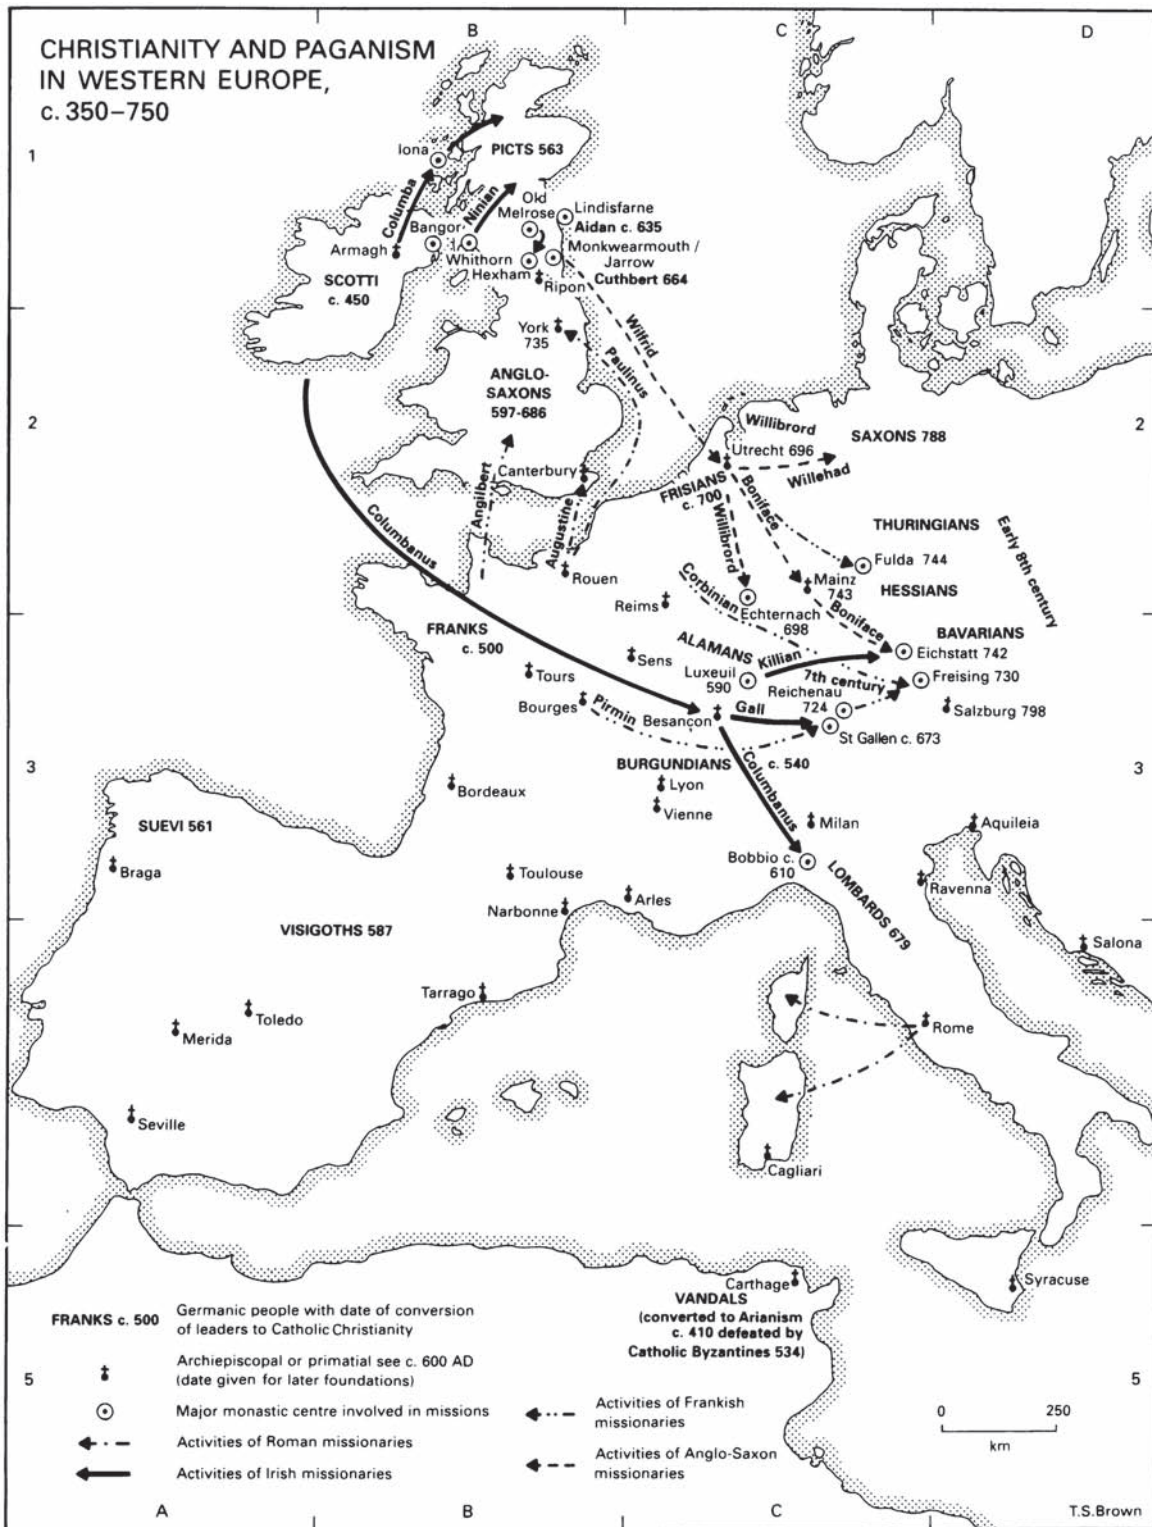 B
C
D
CHRISTIANITY AND PAGANISM
IN WESTERN EUROPE,
c. 350–750
1
1
Iona
PICTS 563
Columba
Ninian
Old
Melrose
Lindisfarne
Aidan c. 635
Bangor
Armagh
Whithorn
Monkwearmouth /
Jarrow
Cuthbert 664
Hexham
Ripon
SCOTTI
c. 450
York
735
Wilfrid
Paulinus
ANGLO-
SAXONS
597-686
2
2
Willibrord
SAXONS 788
Utrecht 696
Willehad
Canterbury
FRISIANS
c. 700
Angilbert
Augustine
Boniface
Willibrord
Columbanus
THURINGIANS
Early 8th century
Fulda 744
Rouen
Corbinian
Mainz
743
HESSIANS
Reims
Echternach
698
Boniface
BAVARIANS
FRANKS
c. 500
ALAMANS
Killian
Eichstatt 742
Sens
Luxeuil
590
7th century
Freising 730
Tours
Reichenau
724
Bourges
Pirmin
Besançon
Gall
Salzburg 798
St Gallen c. 673
BURGUNDIANS
c. 540
3
3
Columbanus
Lyon
Bordeaux
Vienne
Milan
Aquileia
SUEVI 561
Braga
Bobbio c.
610
LOMBARDS 679
Toulouse
Ravenna
Narbonne
Arles
VISIGOTHS 587
Salona
Tarrago
Toledo
Merida
Rome
Seville
Cagliari
Carthage
Syracuse
VANDALS
(converted to Arianism
c. 410 defeated by
Catholic Byzantines 534)
FRANKS c. 500
Germanic people with date of conversion
of leaders to Catholic Christianity
Archiepiscopal or primatial see c. 600 AD
(date given for later foundations)
5
5
Major monastic centre involved in missions
Activities of Roman missionaries
Activities of Irish missionaries
Activities of Frankish
missionaries
Activities of Anglo-Saxon
missionaries
0
250
km
A
B
C
T.S.Brown